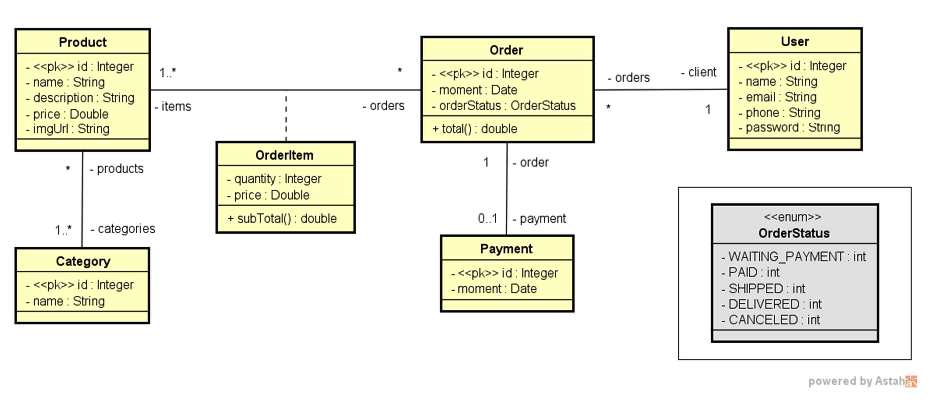 Product
- <<pk>> id : Integer
- name : String
- description : String
- price : Double
- imgUrl : String
1..*
*
- items
- orders
Order
- <<pk>> id : Integer
- moment : Date
- orderStatus : OrderStatus
+ total() : double
- orders
- client
*
1
User
- <<pk>> id : Integer
- name : String
- email : String
- phone : String
- password : String
OrderItem
- quantity : Integer
- price : Double
+ subTotal() : double
* - products
1..* - categories
1 - order
0..1 - payment
Category
- <<pk>> id : Integer
- name : String
Payment
- <<pk>> id : Integer
- moment : Date
<<enum>>
OrderStatus
- WAITING_PAYMENT : int
- PAID : int
- SHIPPED : int
- DELIVERED : int
- CANCELED : int
powered by Astah